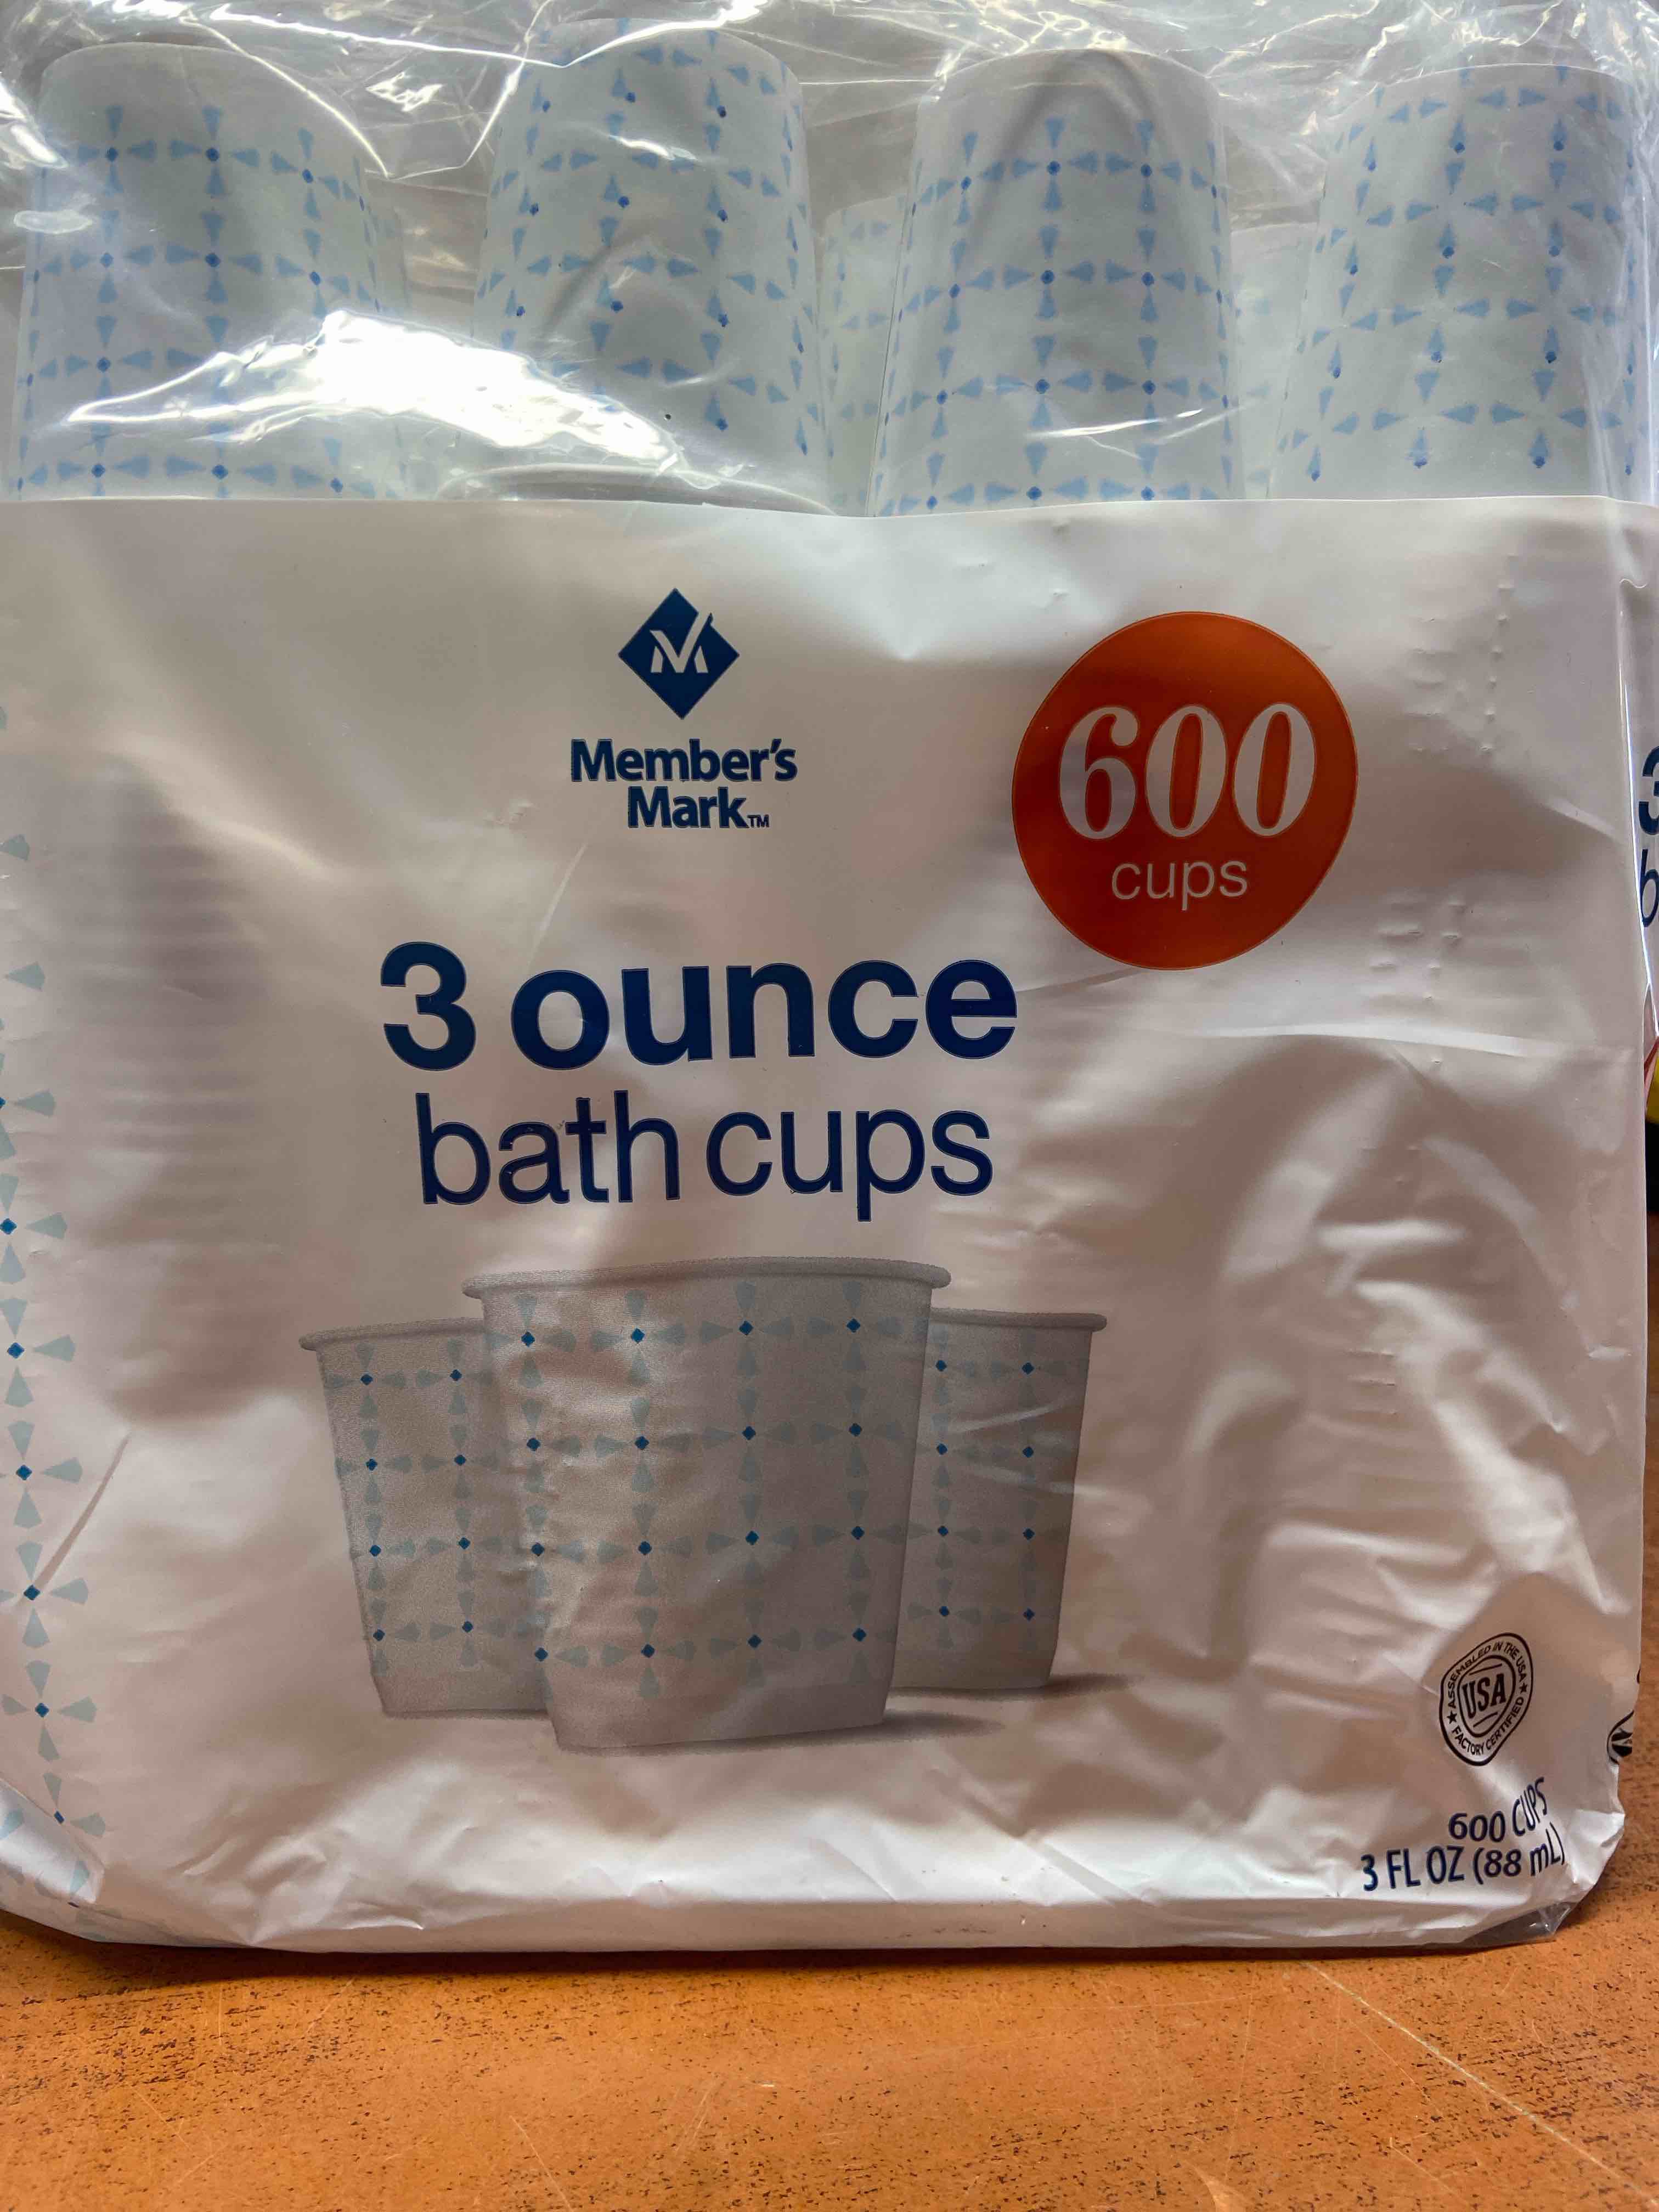 Member's
Mark™
600
cups
3 ounce
bath cups
ASSEMBLED IN THE USA
USA
FACTORY CERTIFIED
600 CUPS
3 FL OZ (88 mL)
3
b